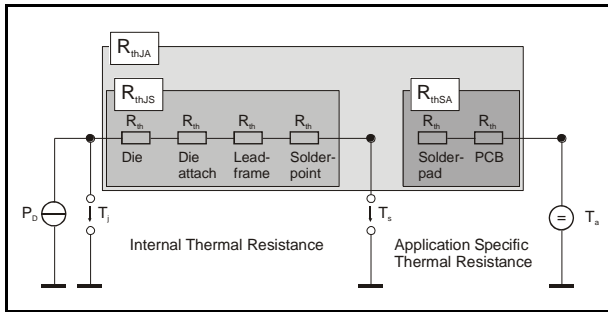 RthJA
RthJS
RthSA
Rth Rth Rth Rth Rth Rth
Die Die Lead- Solder- Solder- PCB
attach frame point pad
PD Tj Ts = Ta
Internal Thermal Resistance Application Specific
Thermal Resistance